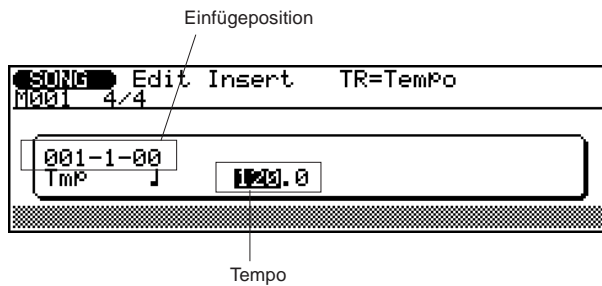 Einfügeposition
SONG Edit Insert TR=Tempo
M001 4/4
001-1-00
Tmp ♩ 120.0
Tempo